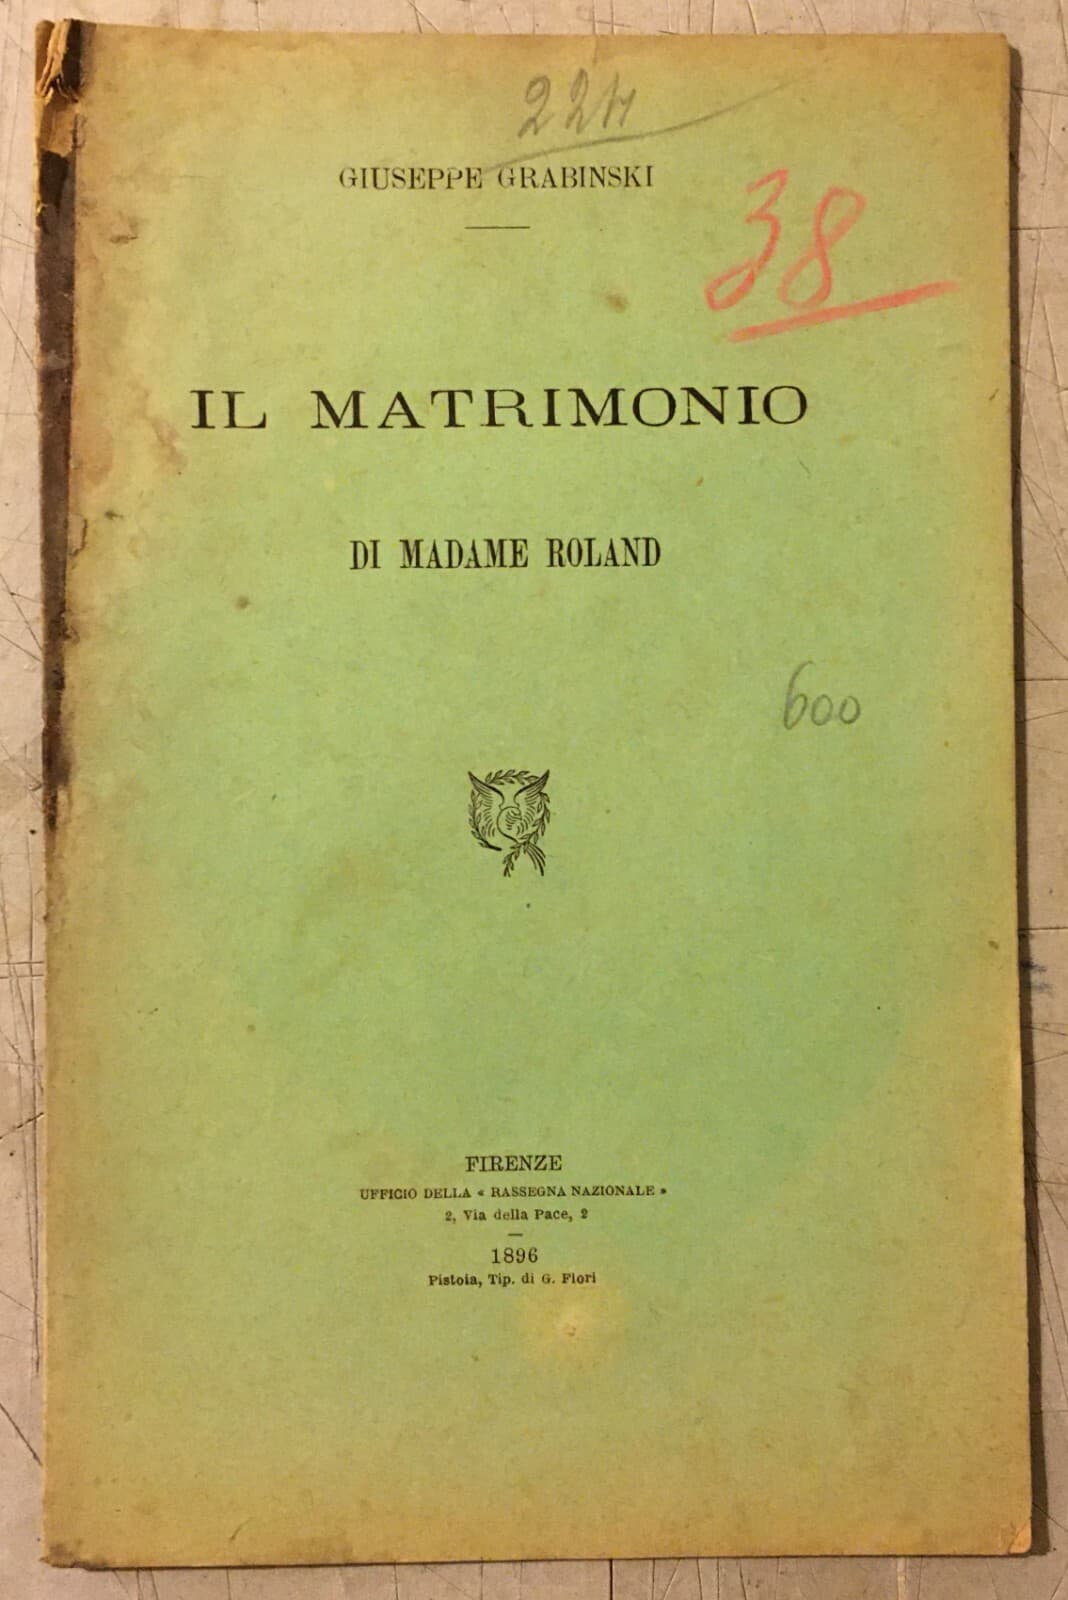 224
GIUSEPPE GRABINSKI
38
IL MATRIMONIO
DI MADAME ROLAND
600
FIRENZE
UFFICIO DELLA « RASSEGNA NAZIONALE »
2, Via della Pace, 2
1896
Pistoia, Tip. di G. Flori